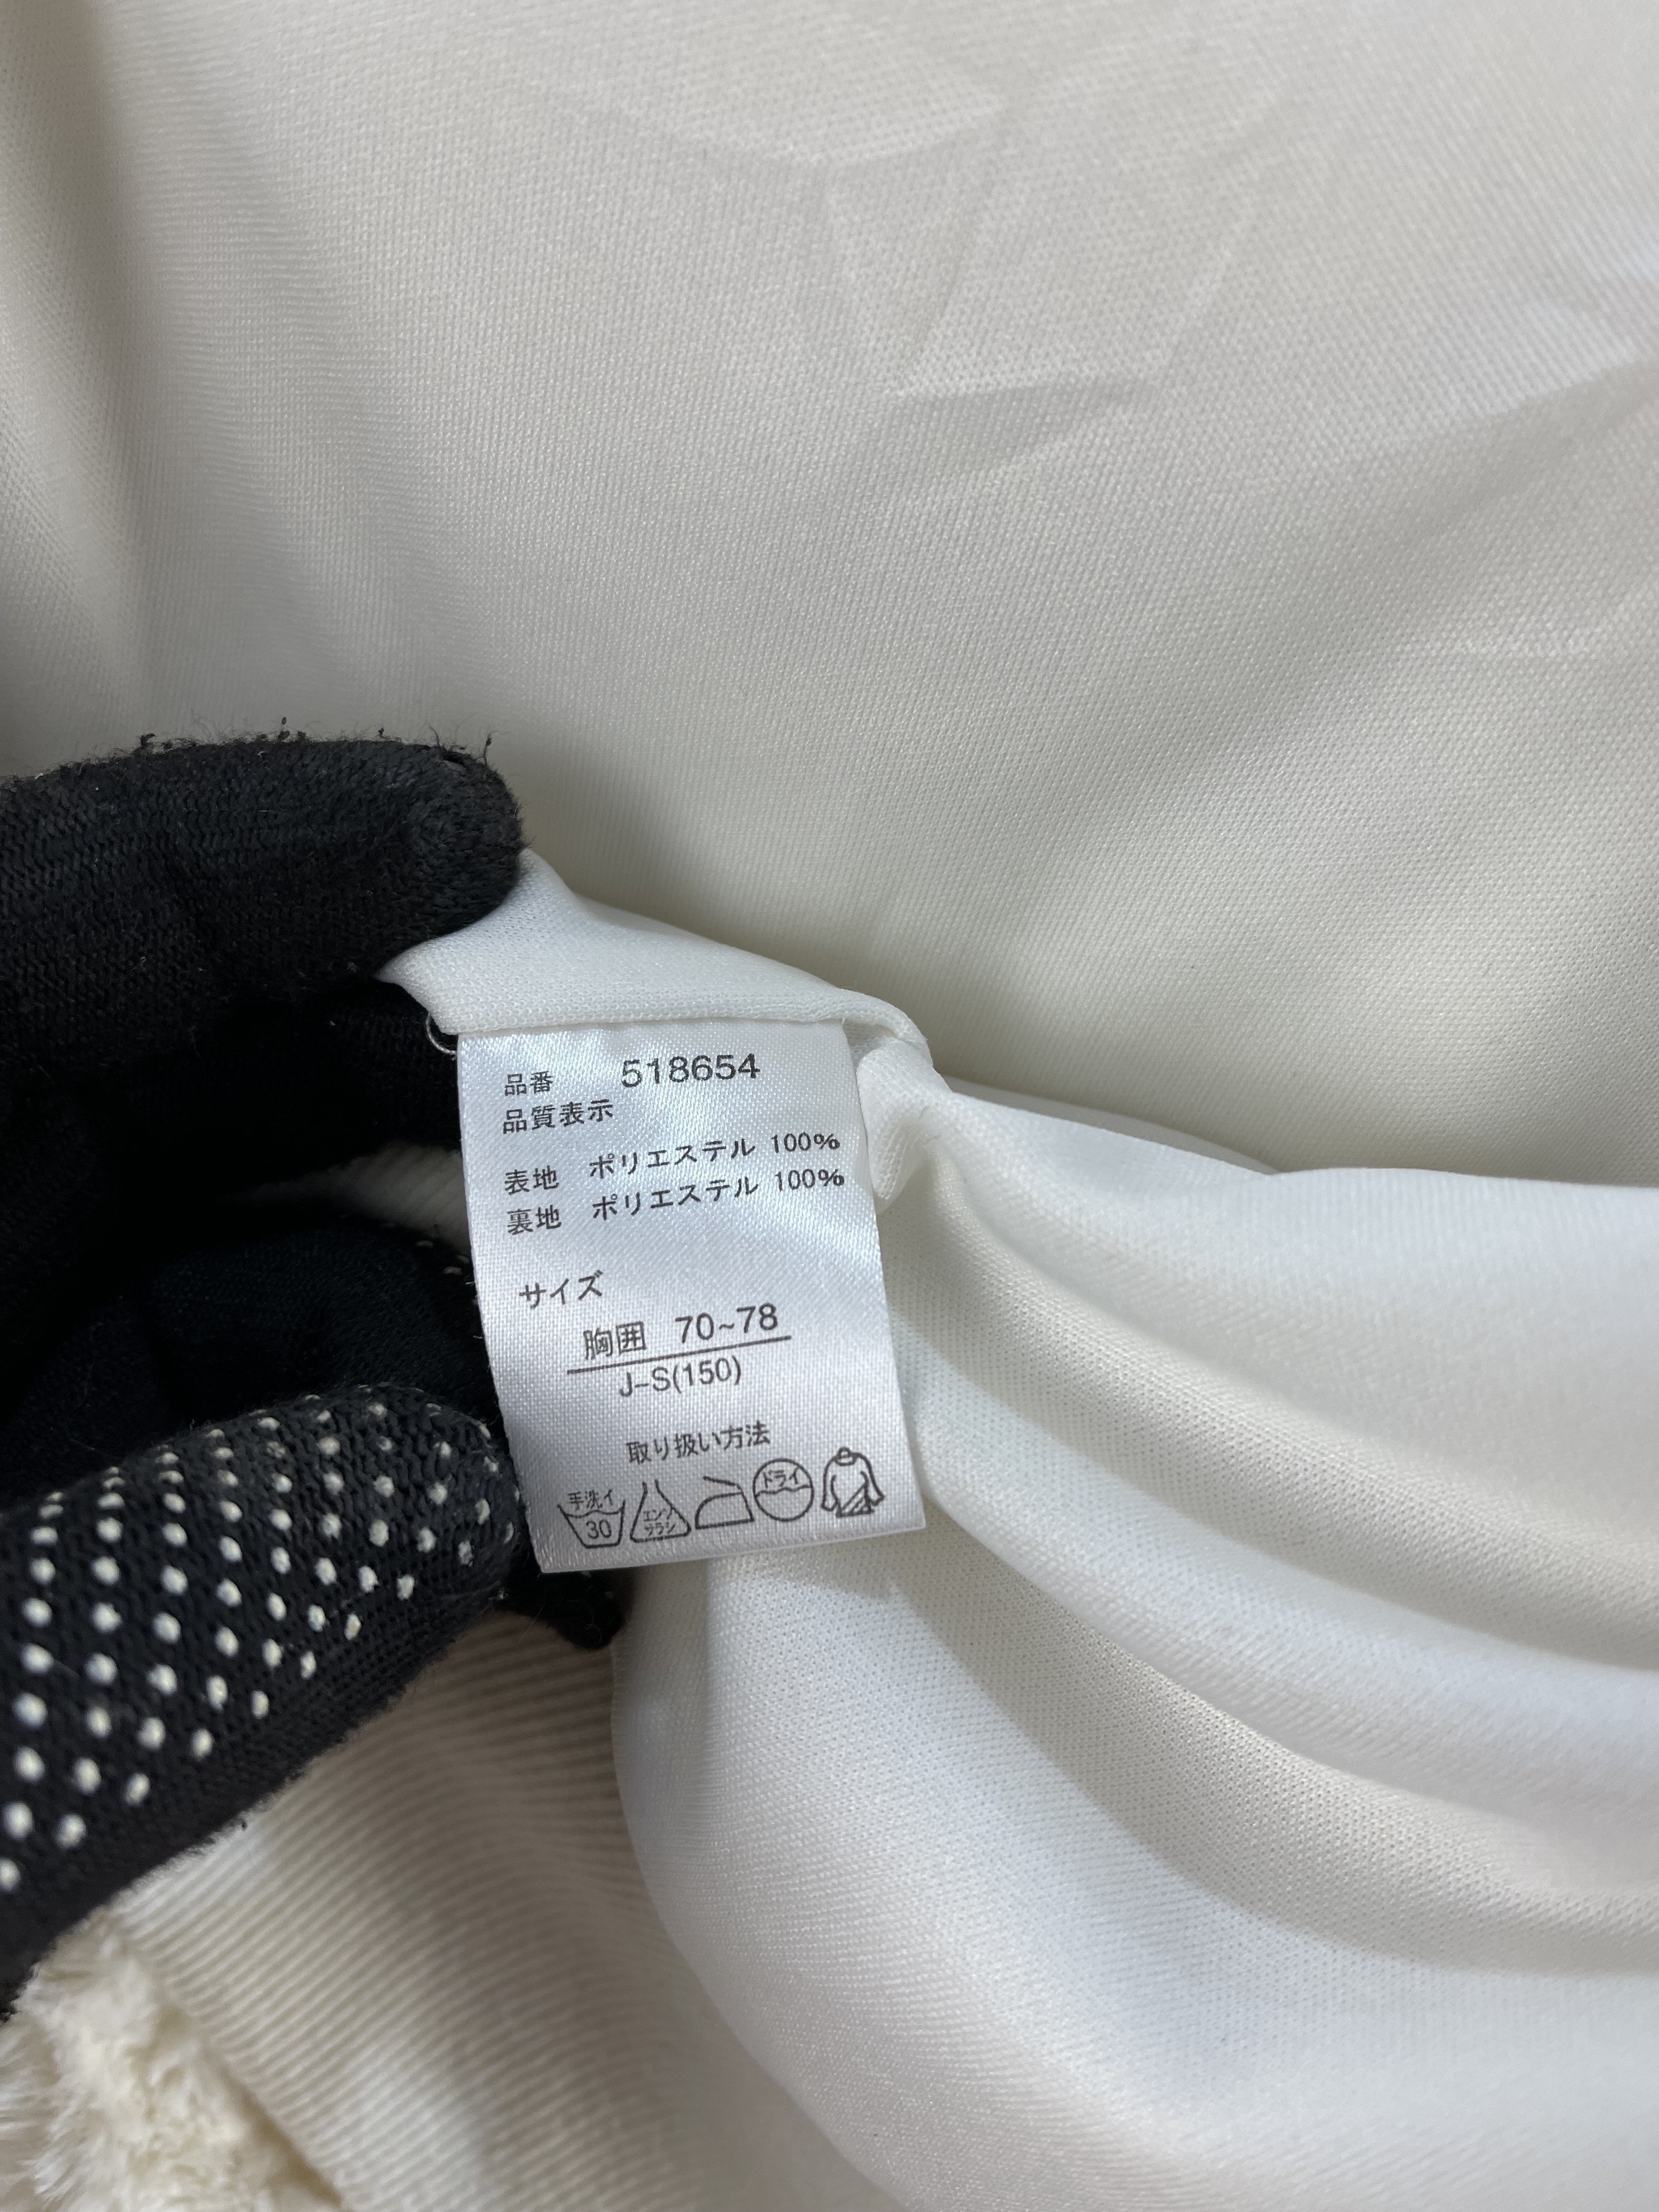 品番 518654
品質表示
表地 ポリエステル 100%
裏地 ポリエステル 100%
サイズ
胸囲 70~78
J-S(150)
取り扱い方法
手洗イ 30 エンソ サラシ ドライ